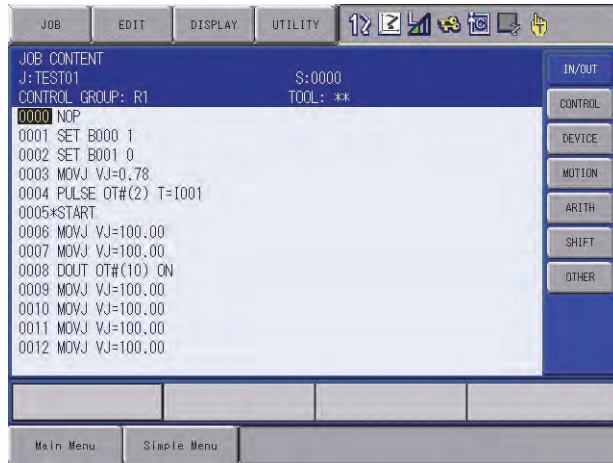 JOB EDIT DISPLAY UTILITY
JOB CONTENT
J:TEST01 S:0000
CONTROL GROUP: R1 TOOL: **
0000 NOP
0001 SET B000 1
0002 SET B001 0
0003 MOVJ VJ=0.78
0004 PULSE OT#(2) T=I001
0005*START
0006 MOVJ VJ=100.00
0007 MOVJ VJ=100.00
0008 DOUT OT#(10) ON
0009 MOVJ VJ=100.00
0010 MOVJ VJ=100.00
0011 MOVJ VJ=100.00
0012 MOVJ VJ=100.00
IN/OUT
CONTROL
DEVICE
MOTION
ARITH
SHIFT
OTHER
Main Menu Simple Menu